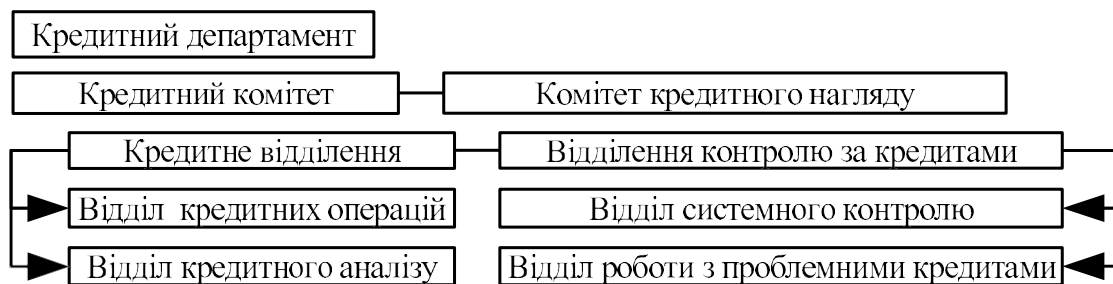 Кредитний департамент
Кредитний комітет
Комітет кредитного нагляду
Кредитне відділення
Відділення контролю за кредитами
Відділ кредитних операцій
Відділ системного контролю
Відділ кредитного аналізу
Відділ роботи з проблемними кредитами